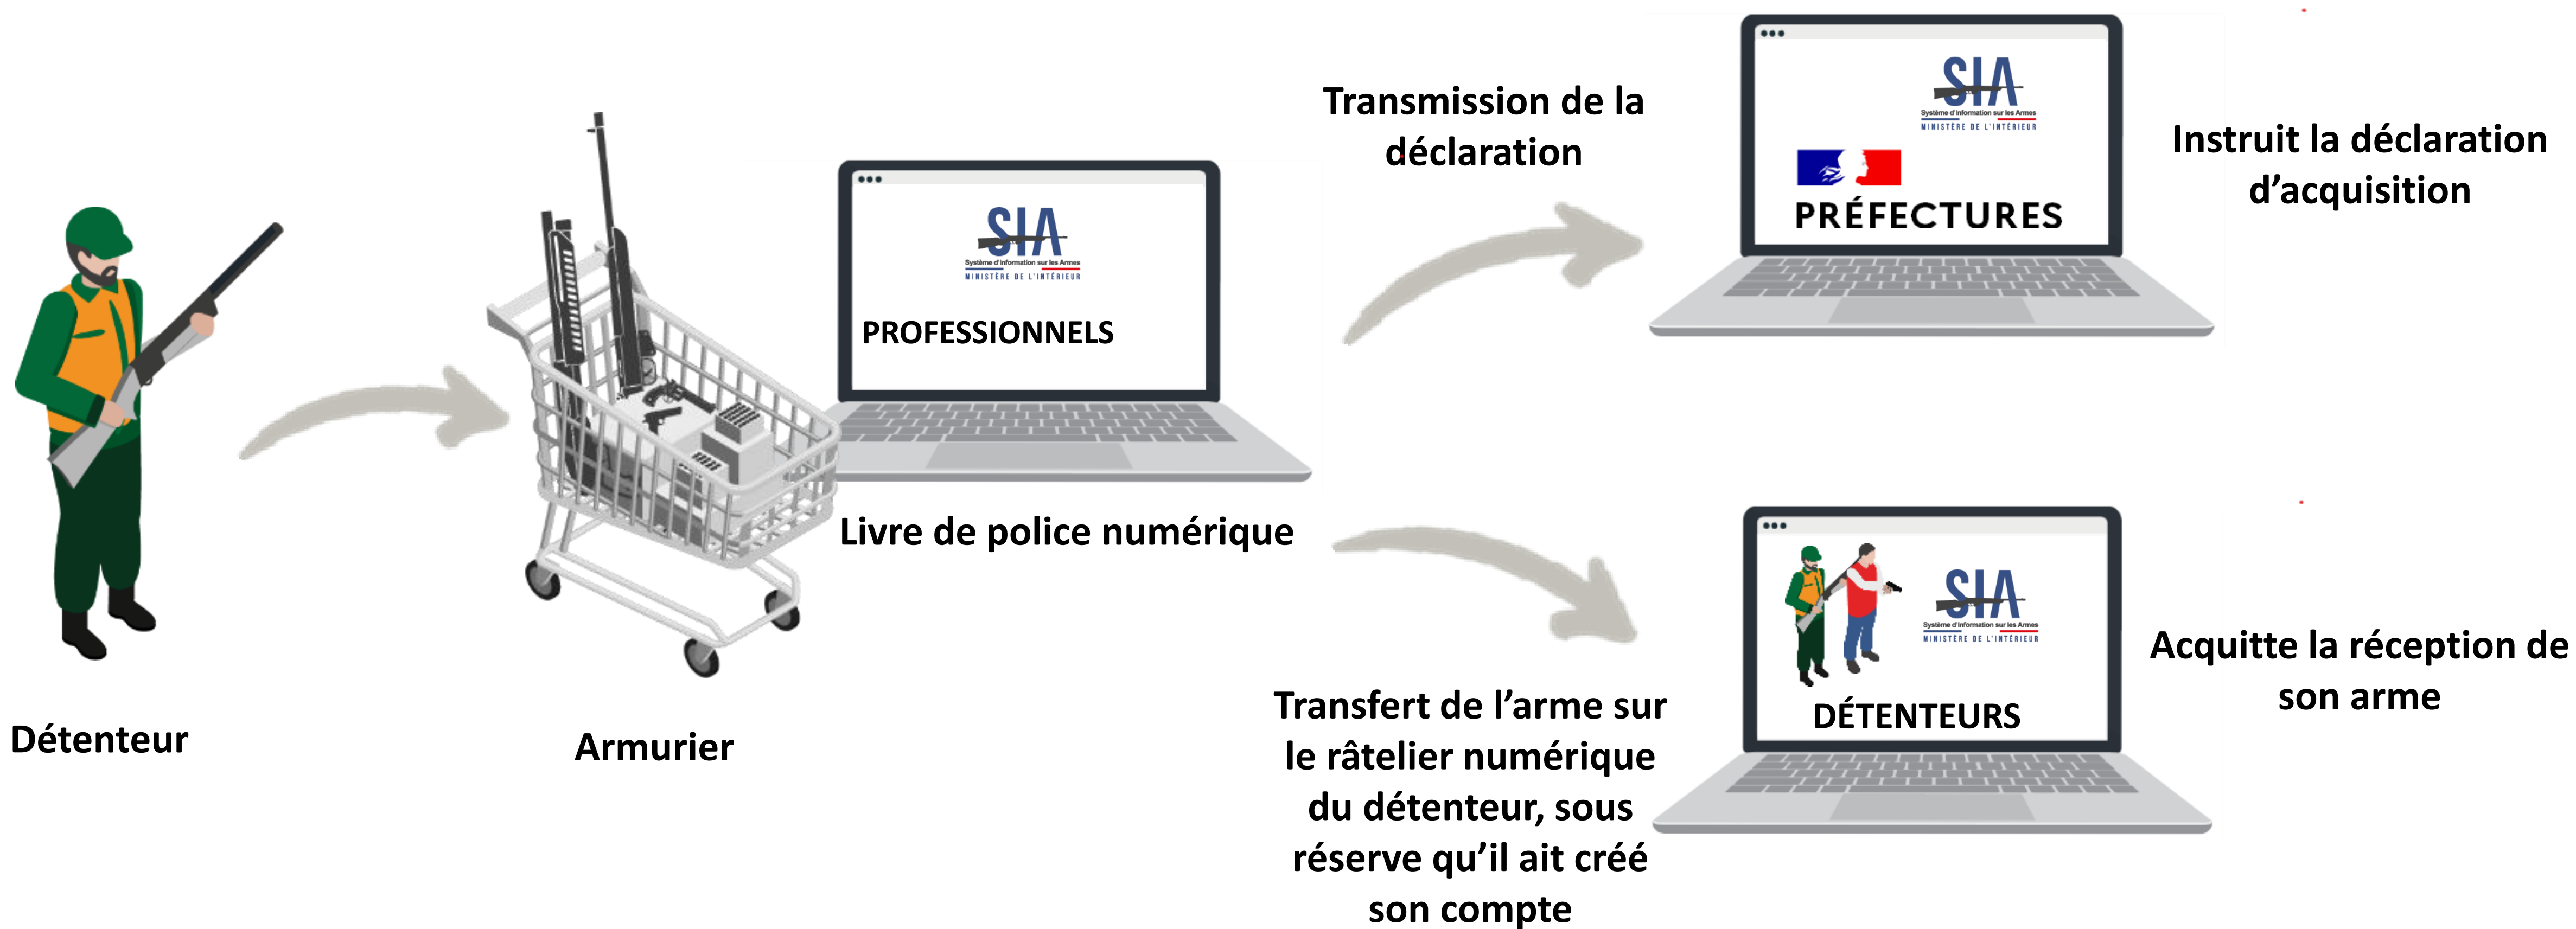 Détenteur
Armurier
SIA
Système d'Information sur les Armes
MINISTÈRE DE L'INTÉRIEUR
PROFESSIONNELS
Livre de police numérique
Transmission de la
déclaration
SIA
Système d'Information sur les Armes
MINISTÈRE DE L'INTÉRIEUR
PRÉFECTURES
Instruit la déclaration
d’acquisition
Transfert de l’arme sur
le râtelier numérique
du détenteur, sous
réserve qu’il ait créé
son compte
SIA
Système d'Information sur les Armes
MINISTÈRE DE L'INTÉRIEUR
DÉTENTEURS
Acquitte la réception de
son arme